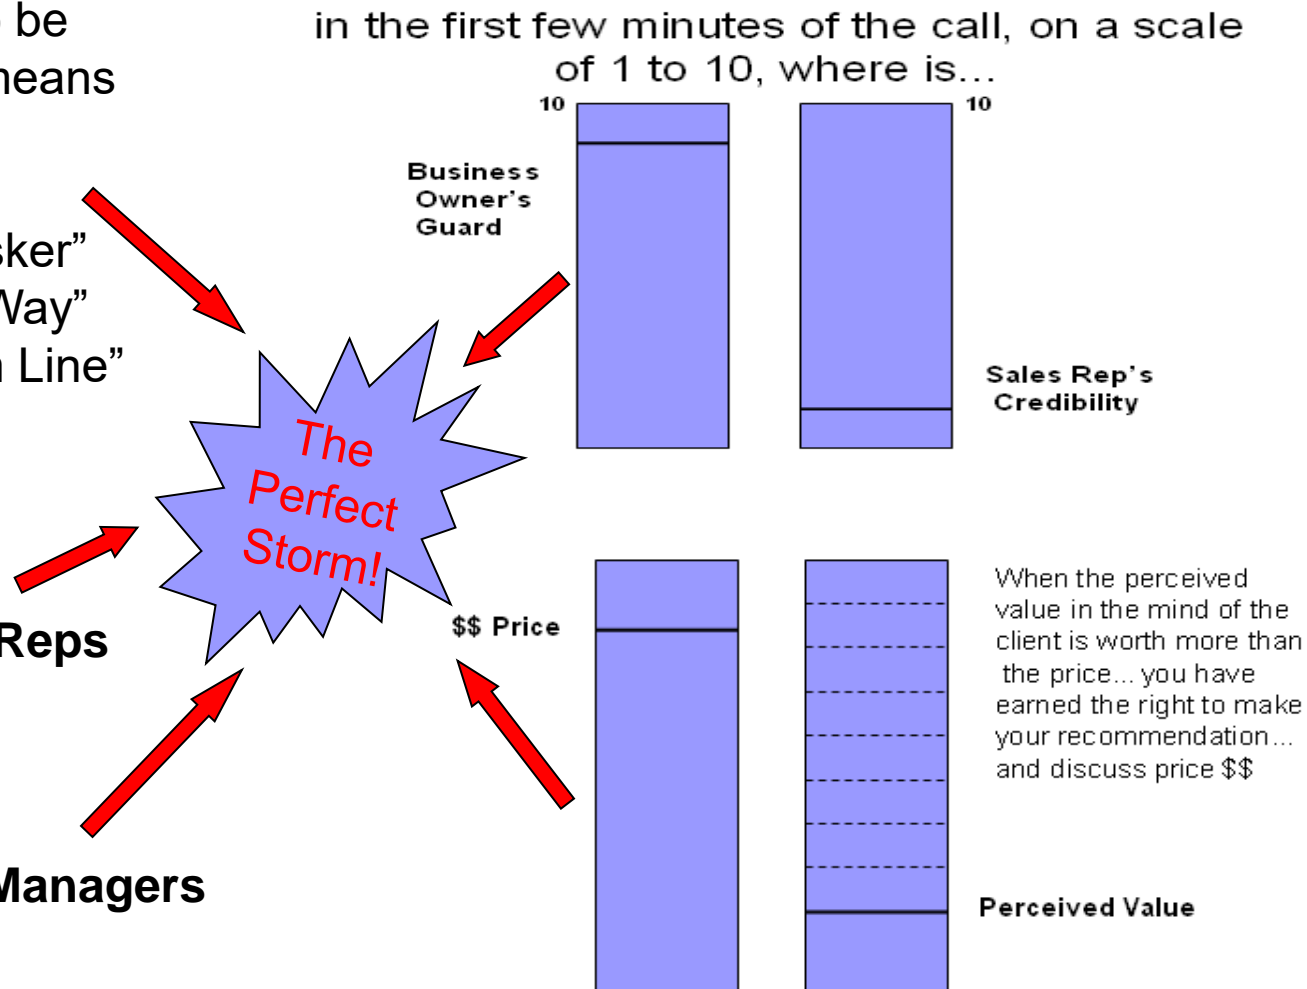 be
means
sker”
Way”
Line”
Reps
Managers
The
Perfect
Storm!
in the first few minutes of the call, on a scale
of 1 to 10, where is...
10
10
Business
Owner's
Guard
Sales Rep's
Credibility
$$ Price
When the perceived
value in the mind of the
client is worth more than
the price... you have
earned the right to make
your recommendation...
and discuss price $$
Perceived Value